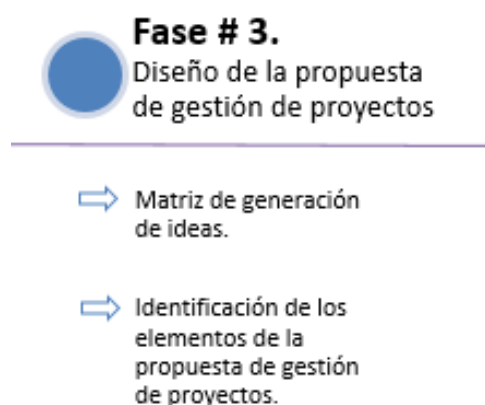 Fase # 3.
Diseño de la propuesta
de gestión de proyectos
Matriz de generación
de ideas.
Identificación de los
elementos de la
propuesta de gestión
de proyectos.